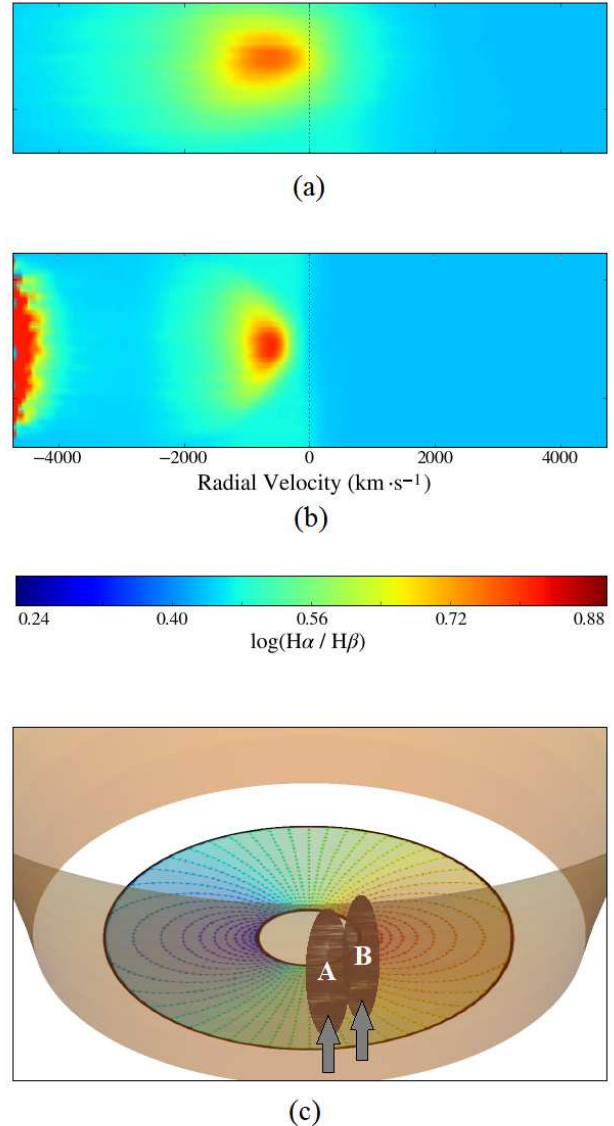 (a)
−4000 −2000 0 2000 4000
Radial Velocity (km ·s⁻¹)
(b)
0.24 0.40 0.56 0.72 0.88
log(Hα / Hβ)
A B
(c)